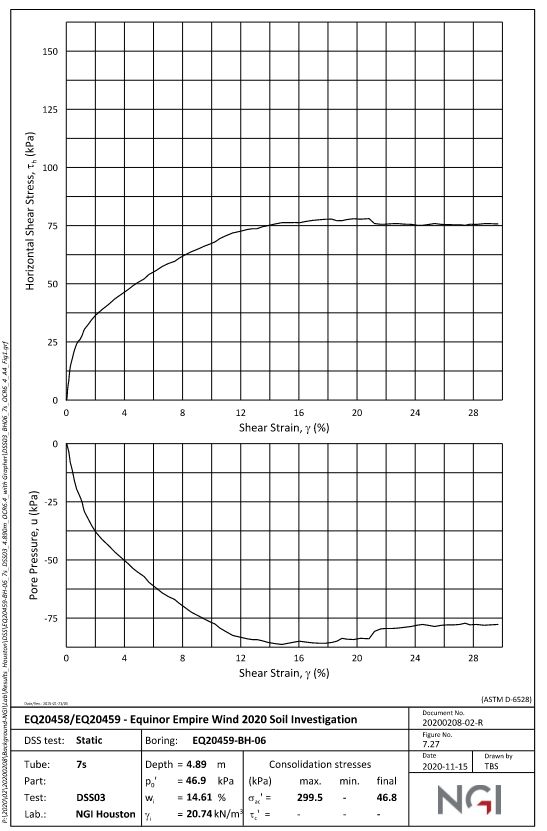 150
125
100
75
50
25
0
Horizontal Shear Stress, τh (kPa)
0 4 8 12 16 20 24 28
Shear Strain, γ (%)
0
-25
-50
-75
Pore Pressure, u (kPa)
0 4 8 12 16 20 24 28
Shear Strain, γ (%)
(ASTM D-6528)
EQ20458/EQ20459 - Equinor Empire Wind 2020 Soil Investigation
Document No.
20200208-02-R
Figure No.
7.27
DSS test: Static Boring: EQ20459-BH-06
Date
2020-11-15
Drawn by
TBS
Tube: 7s Depth = 4.89 m Consolidation stresses
Part: p0' = 46.9 kPa (kPa) max. min. final
Test: DSS03 wi = 14.61 % σac' = 299.5 - 46.8
Lab.: NGI Houston γi = 20.74 kN/m³ τc' = - - -
NGI